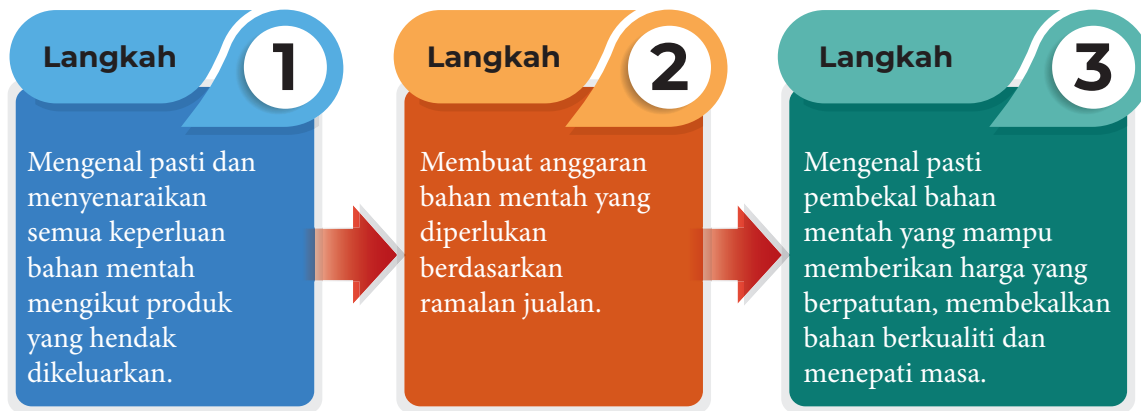 Langkah 1
Mengenal pasti dan
menyenaraikan
semua keperluan
bahan mentah
mengikut produk
yang hendak
dikeluarkan.
Langkah 2
Membuat anggaran
bahan mentah yang
diperlukan
berdasarkan
ramalan jualan.
Langkah 3
Mengenal pasti
pembekal bahan
mentah yang mampu
memberikan harga yang
berpatutan, membekalkan
bahan berkualiti dan
menepati masa.